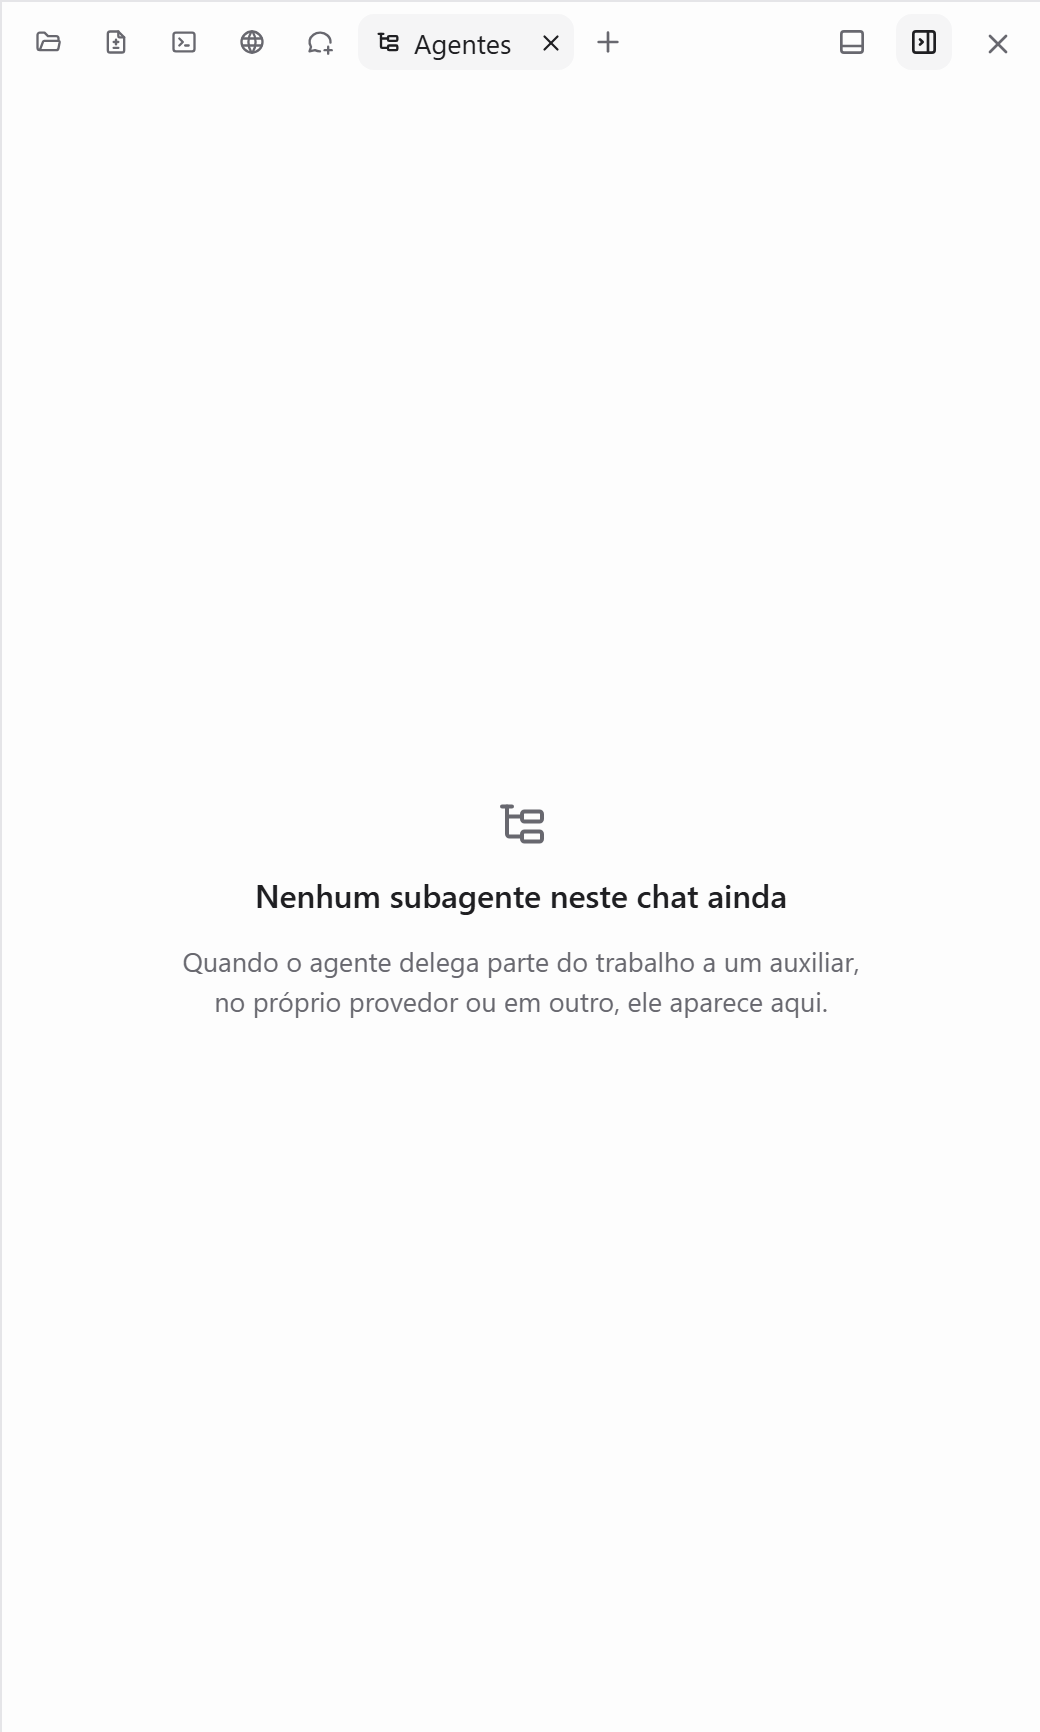 Agentes
Nenhum subagente neste chat ainda
Quando o agente delega parte do trabalho a um auxiliar,
no próprio provedor ou em outro, ele aparece aqui.